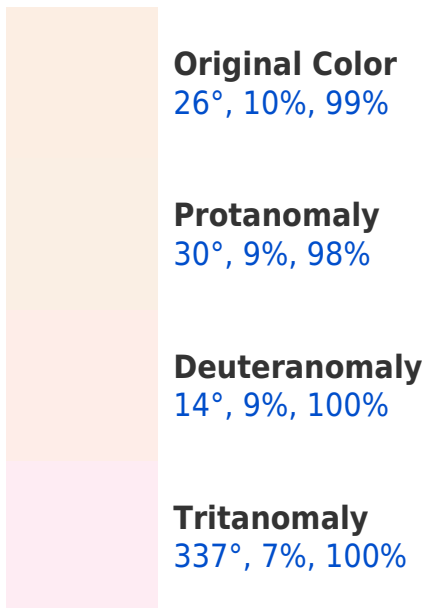 Original Color
26°, 10%, 99%
Protanomaly
30°, 9%, 98%
Deuteranomaly
14°, 9%, 100%
Tritanomaly
337°, 7%, 100%